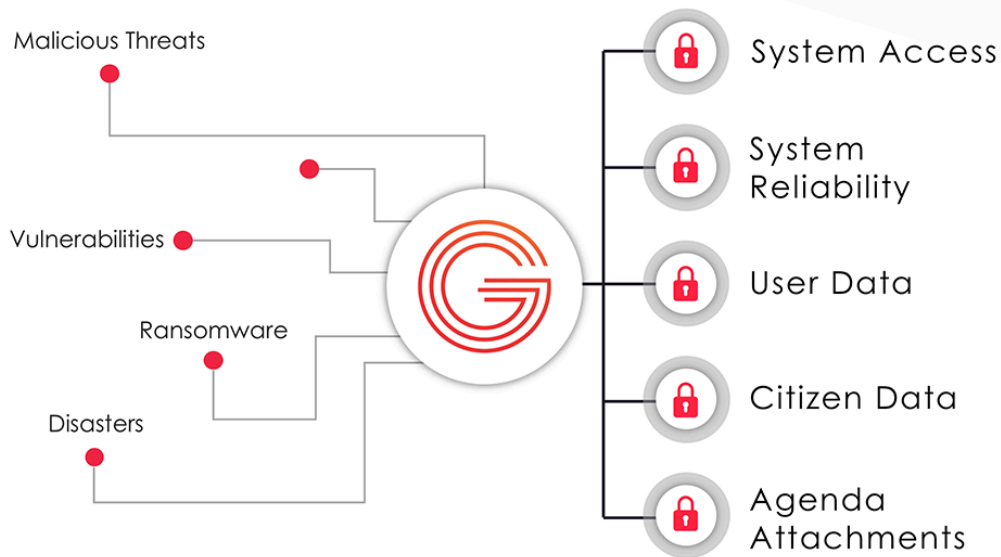 Malicious Threats
Vulnerabilities
Ransomware
Disasters
System Access
System
Reliability
User Data
Citizen Data
Agenda
Attachments